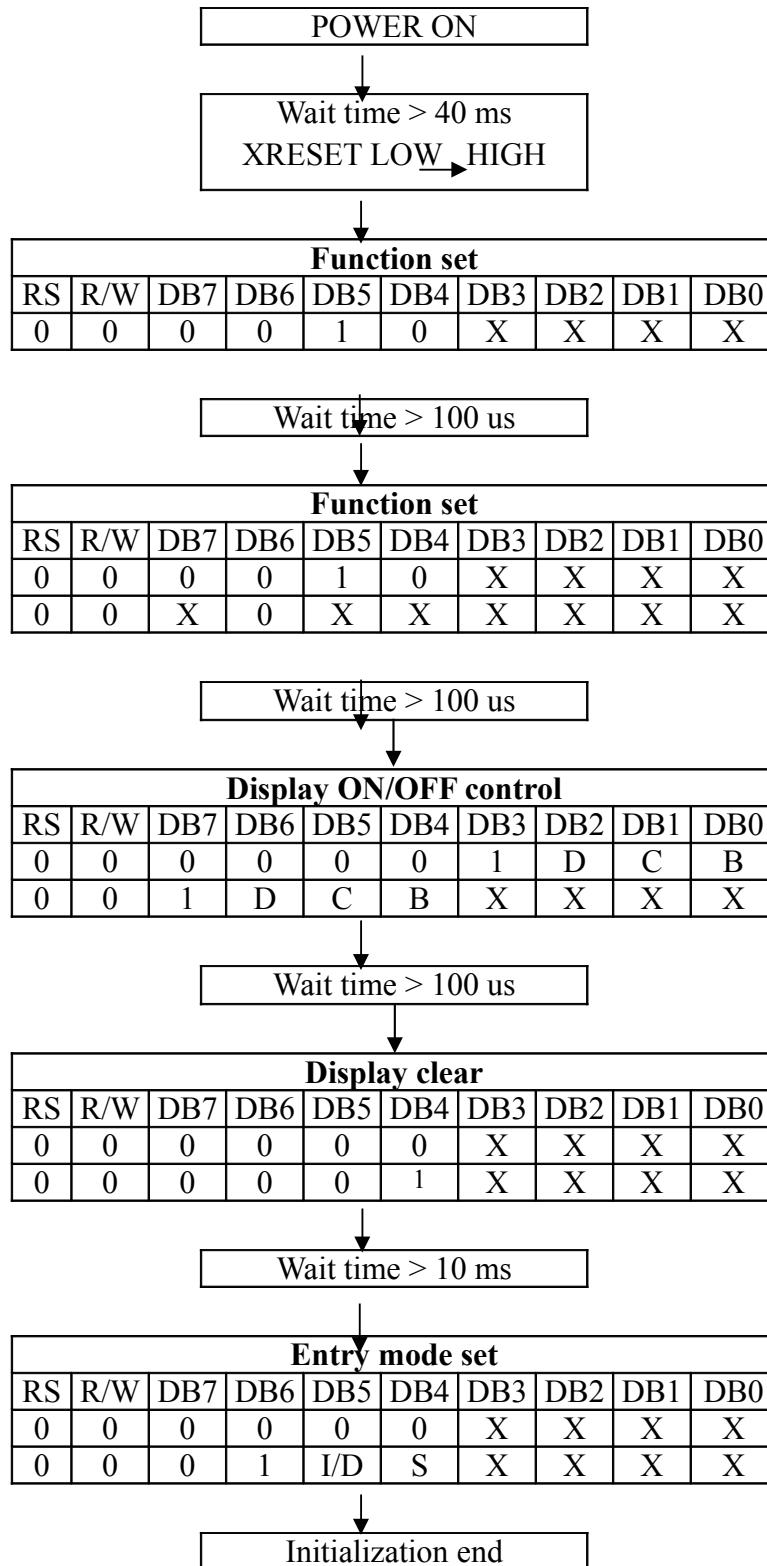 POWER ON
Wait time > 40 ms
XRESET LOW HIGH
Function set
RS R/W DB7 DB6 DB5 DB4 DB3 DB2 DB1 DB0
0 0 0 0 1 0 X X X X
Wait time > 100 us
Function set
RS R/W DB7 DB6 DB5 DB4 DB3 DB2 DB1 DB0
0 0 0 0 1 0 X X X X
0 0 X 0 X X X X X X
Wait time > 100 us
Display ON/OFF control
RS R/W DB7 DB6 DB5 DB4 DB3 DB2 DB1 DB0
0 0 0 0 0 0 1 D C B
0 0 1 D C B X X X X
Wait time > 100 us
Display clear
RS R/W DB7 DB6 DB5 DB4 DB3 DB2 DB1 DB0
0 0 0 0 0 0 X X X X
0 0 0 0 0 1 X X X X
Wait time > 10 ms
Entry mode set
RS R/W DB7 DB6 DB5 DB4 DB3 DB2 DB1 DB0
0 0 0 0 0 0 X X X X
0 0 0 1 I/D S X X X X
Initialization end